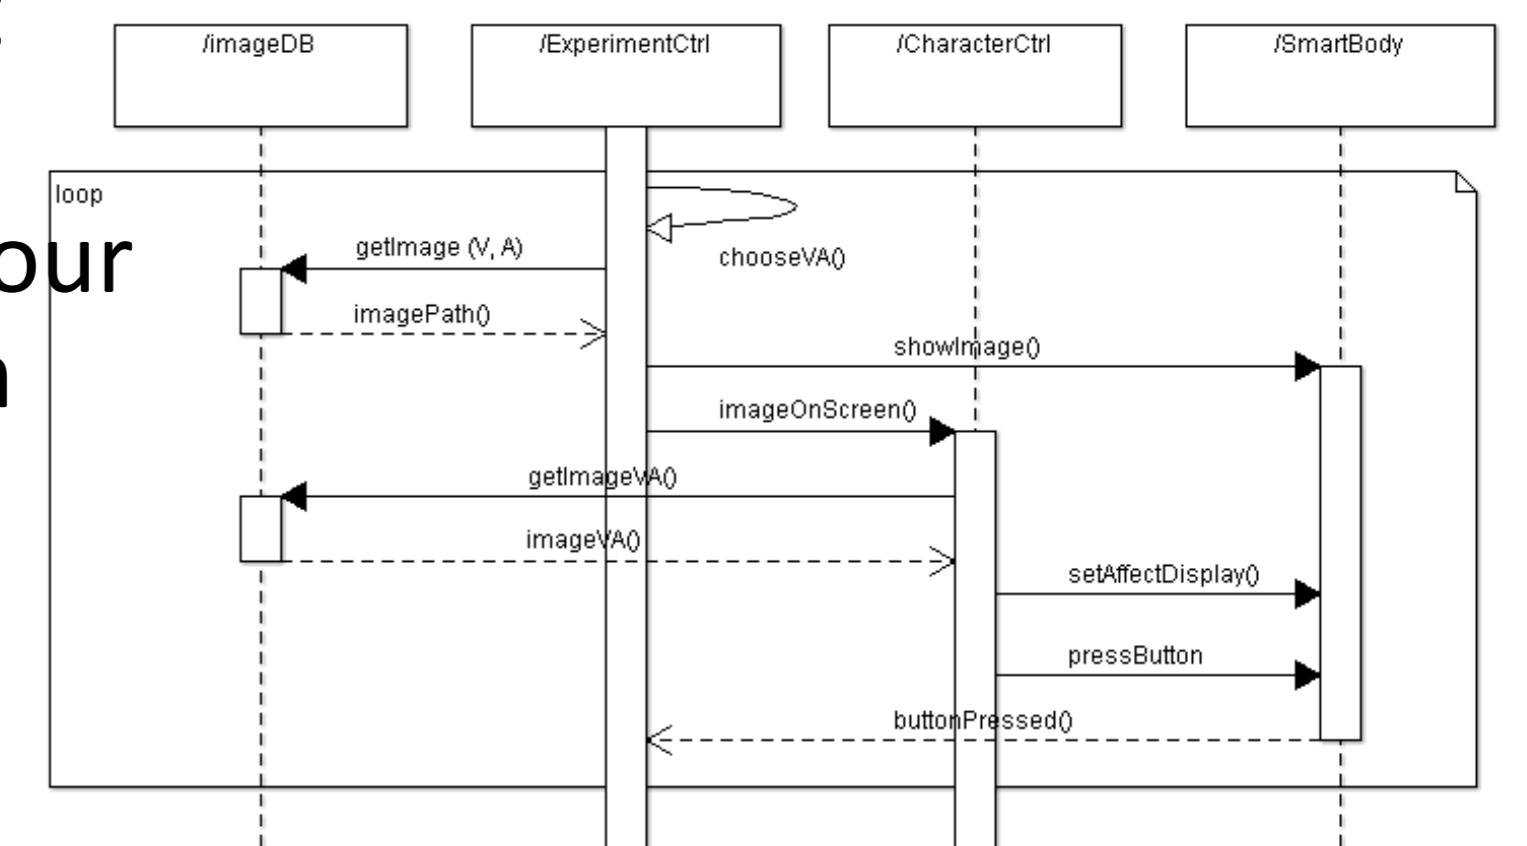 /imageDB
/ExperimentCtrl
/CharacterCtrl
/SmartBody
loop
getImage (V, A)
chooseVA()
our
imagePath()
showImage()
imageOnScreen()
getImageVA()
imageVA()
setAffectDisplay()
pressButton
buttonPressed()